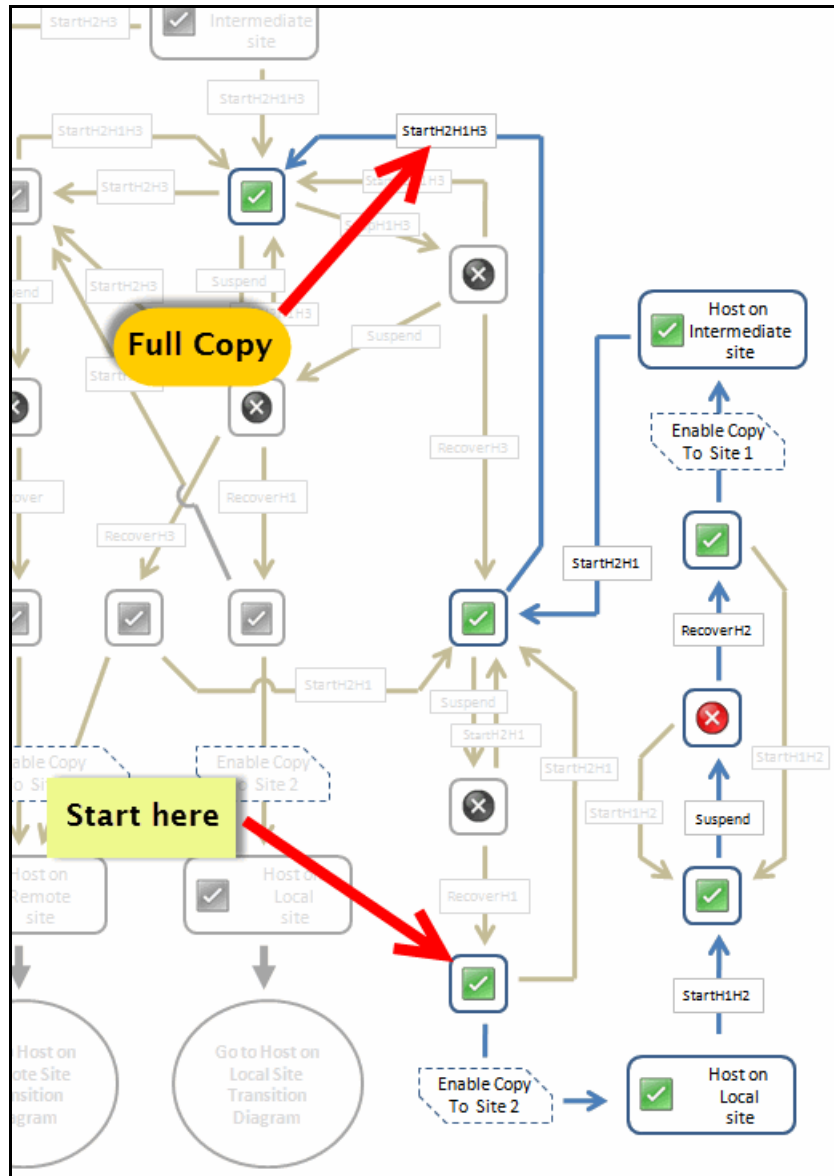 StartH2H3
Intermediate
site
StartH2H1H3
StartH2H1H3
StartH2H1H3
StartH2H3
Suspend
StartH2H3
Full Copy
Suspend
Host on
Intermediate
site
Enable Copy
To Site 1
RecoverH1
RecoverH3
RecoverH3
StartH2H1
RecoverH2
StartH2H1
Suspend
StartH2H1
StartH2H1
StartH1H2
StartH1H2
Enable Copy
To Site 2
Start here
Suspend
Host on
Remote
site
Host on
Local
site
RecoverH1
StartH1H2
Go to Host on
Local Site
Transition
Diagram
Host on
Enable Copy
To Site 2
Host on
Local
site